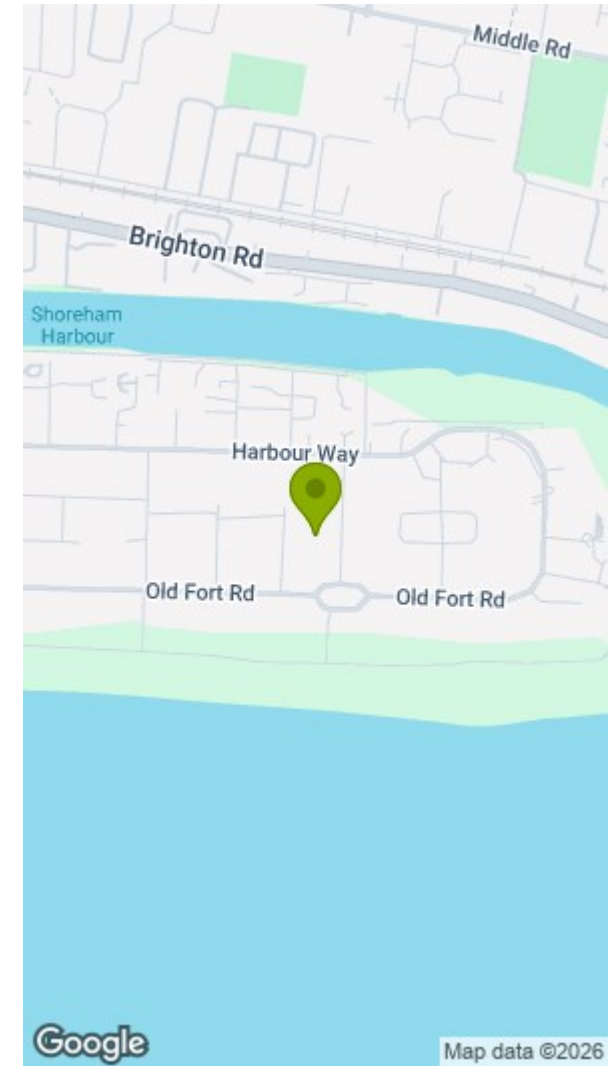 Middle Rd
Brighton Rd
Shoreham
Harbour
Harbour Way
Old Fort Rd
Old Fort Rd
Google
Map data ©2026